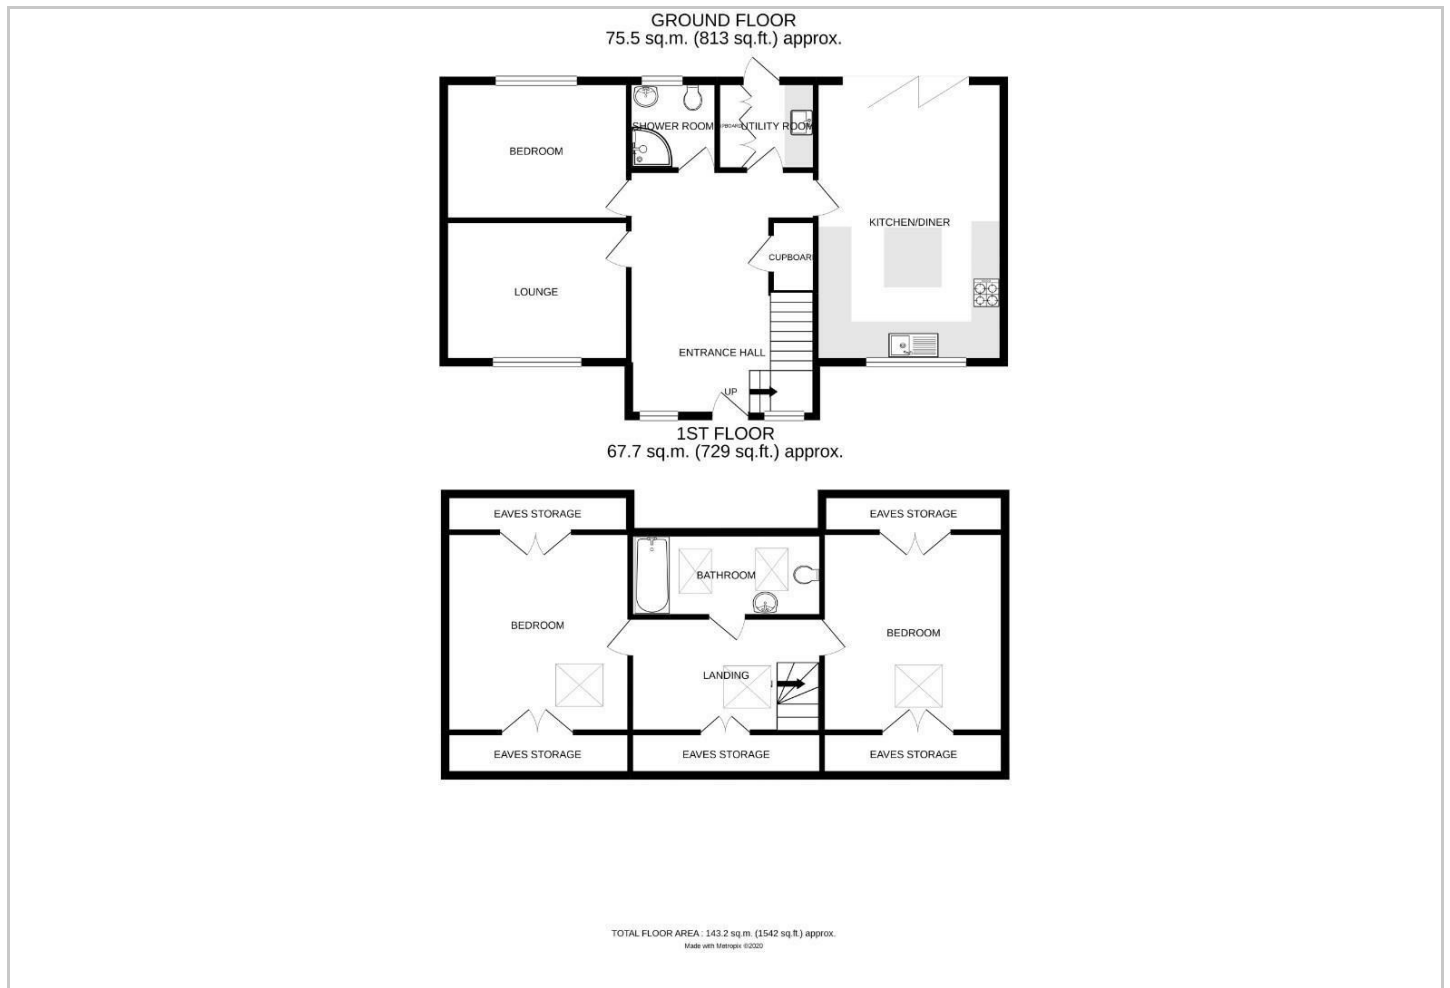 GROUND FLOOR
75.5 sq.m. (813 sq.ft.) approx.
SHOWER ROOM
UTILITY ROOM
BEDROOM
KITCHEN/DINER
CUPBOARD
LOUNGE
ENTRANCE HALL
UP
1ST FLOOR
67.7 sq.m. (729 sq.ft.) approx.
EAVES STORAGE
EAVES STORAGE
BATHROOM
BEDROOM
BEDROOM
LANDING
EAVES STORAGE
EAVES STORAGE
EAVES STORAGE
TOTAL FLOOR AREA : 143.2 sq.m. (1542 sq.ft.) approx.
Made with Metropix ©2020